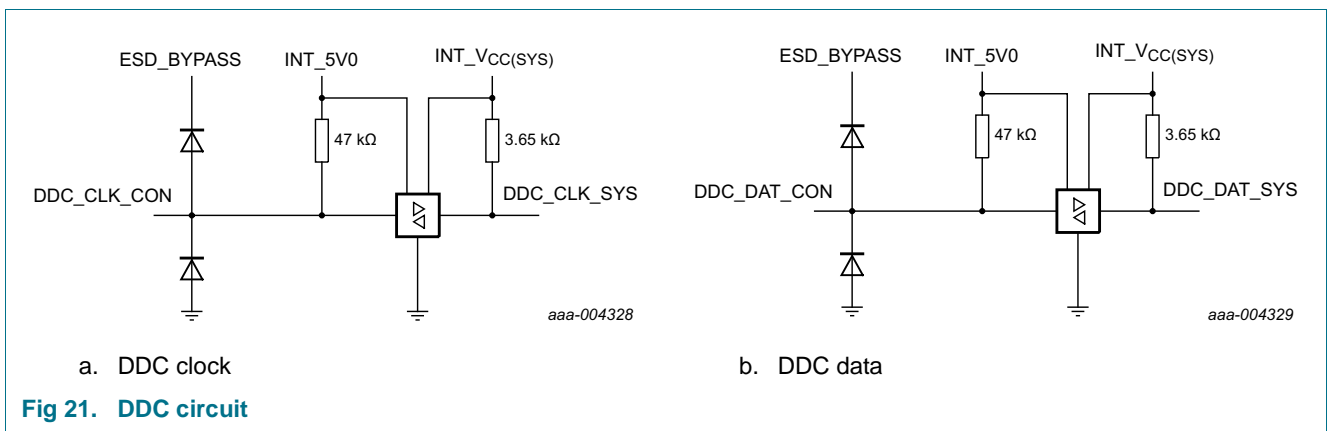 ESD_BYPASS INT_5V0 INT_VCC(SYS)
47 kΩ 3.65 kΩ
DDC_CLK_CON DDC_CLK_SYS
aaa-004328
a. DDC clock
ESD_BYPASS INT_5V0 INT_VCC(SYS)
47 kΩ 3.65 kΩ
DDC_DAT_CON DDC_DAT_SYS
aaa-004329
b. DDC data
Fig 21. DDC circuit